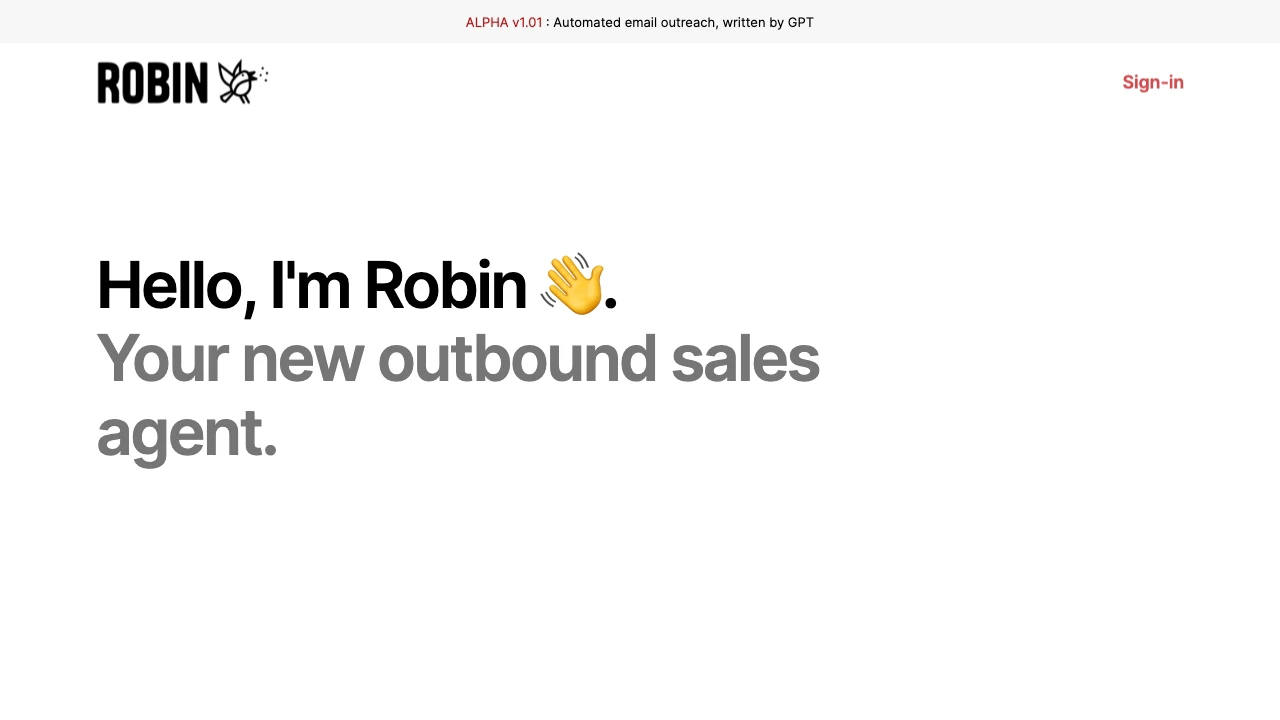 ALPHA v1.01 : Automated email outreach, written by GPT
ROBIN
Sign-in
Hello, I'm Robin 👋.
Your new outbound sales
agent.